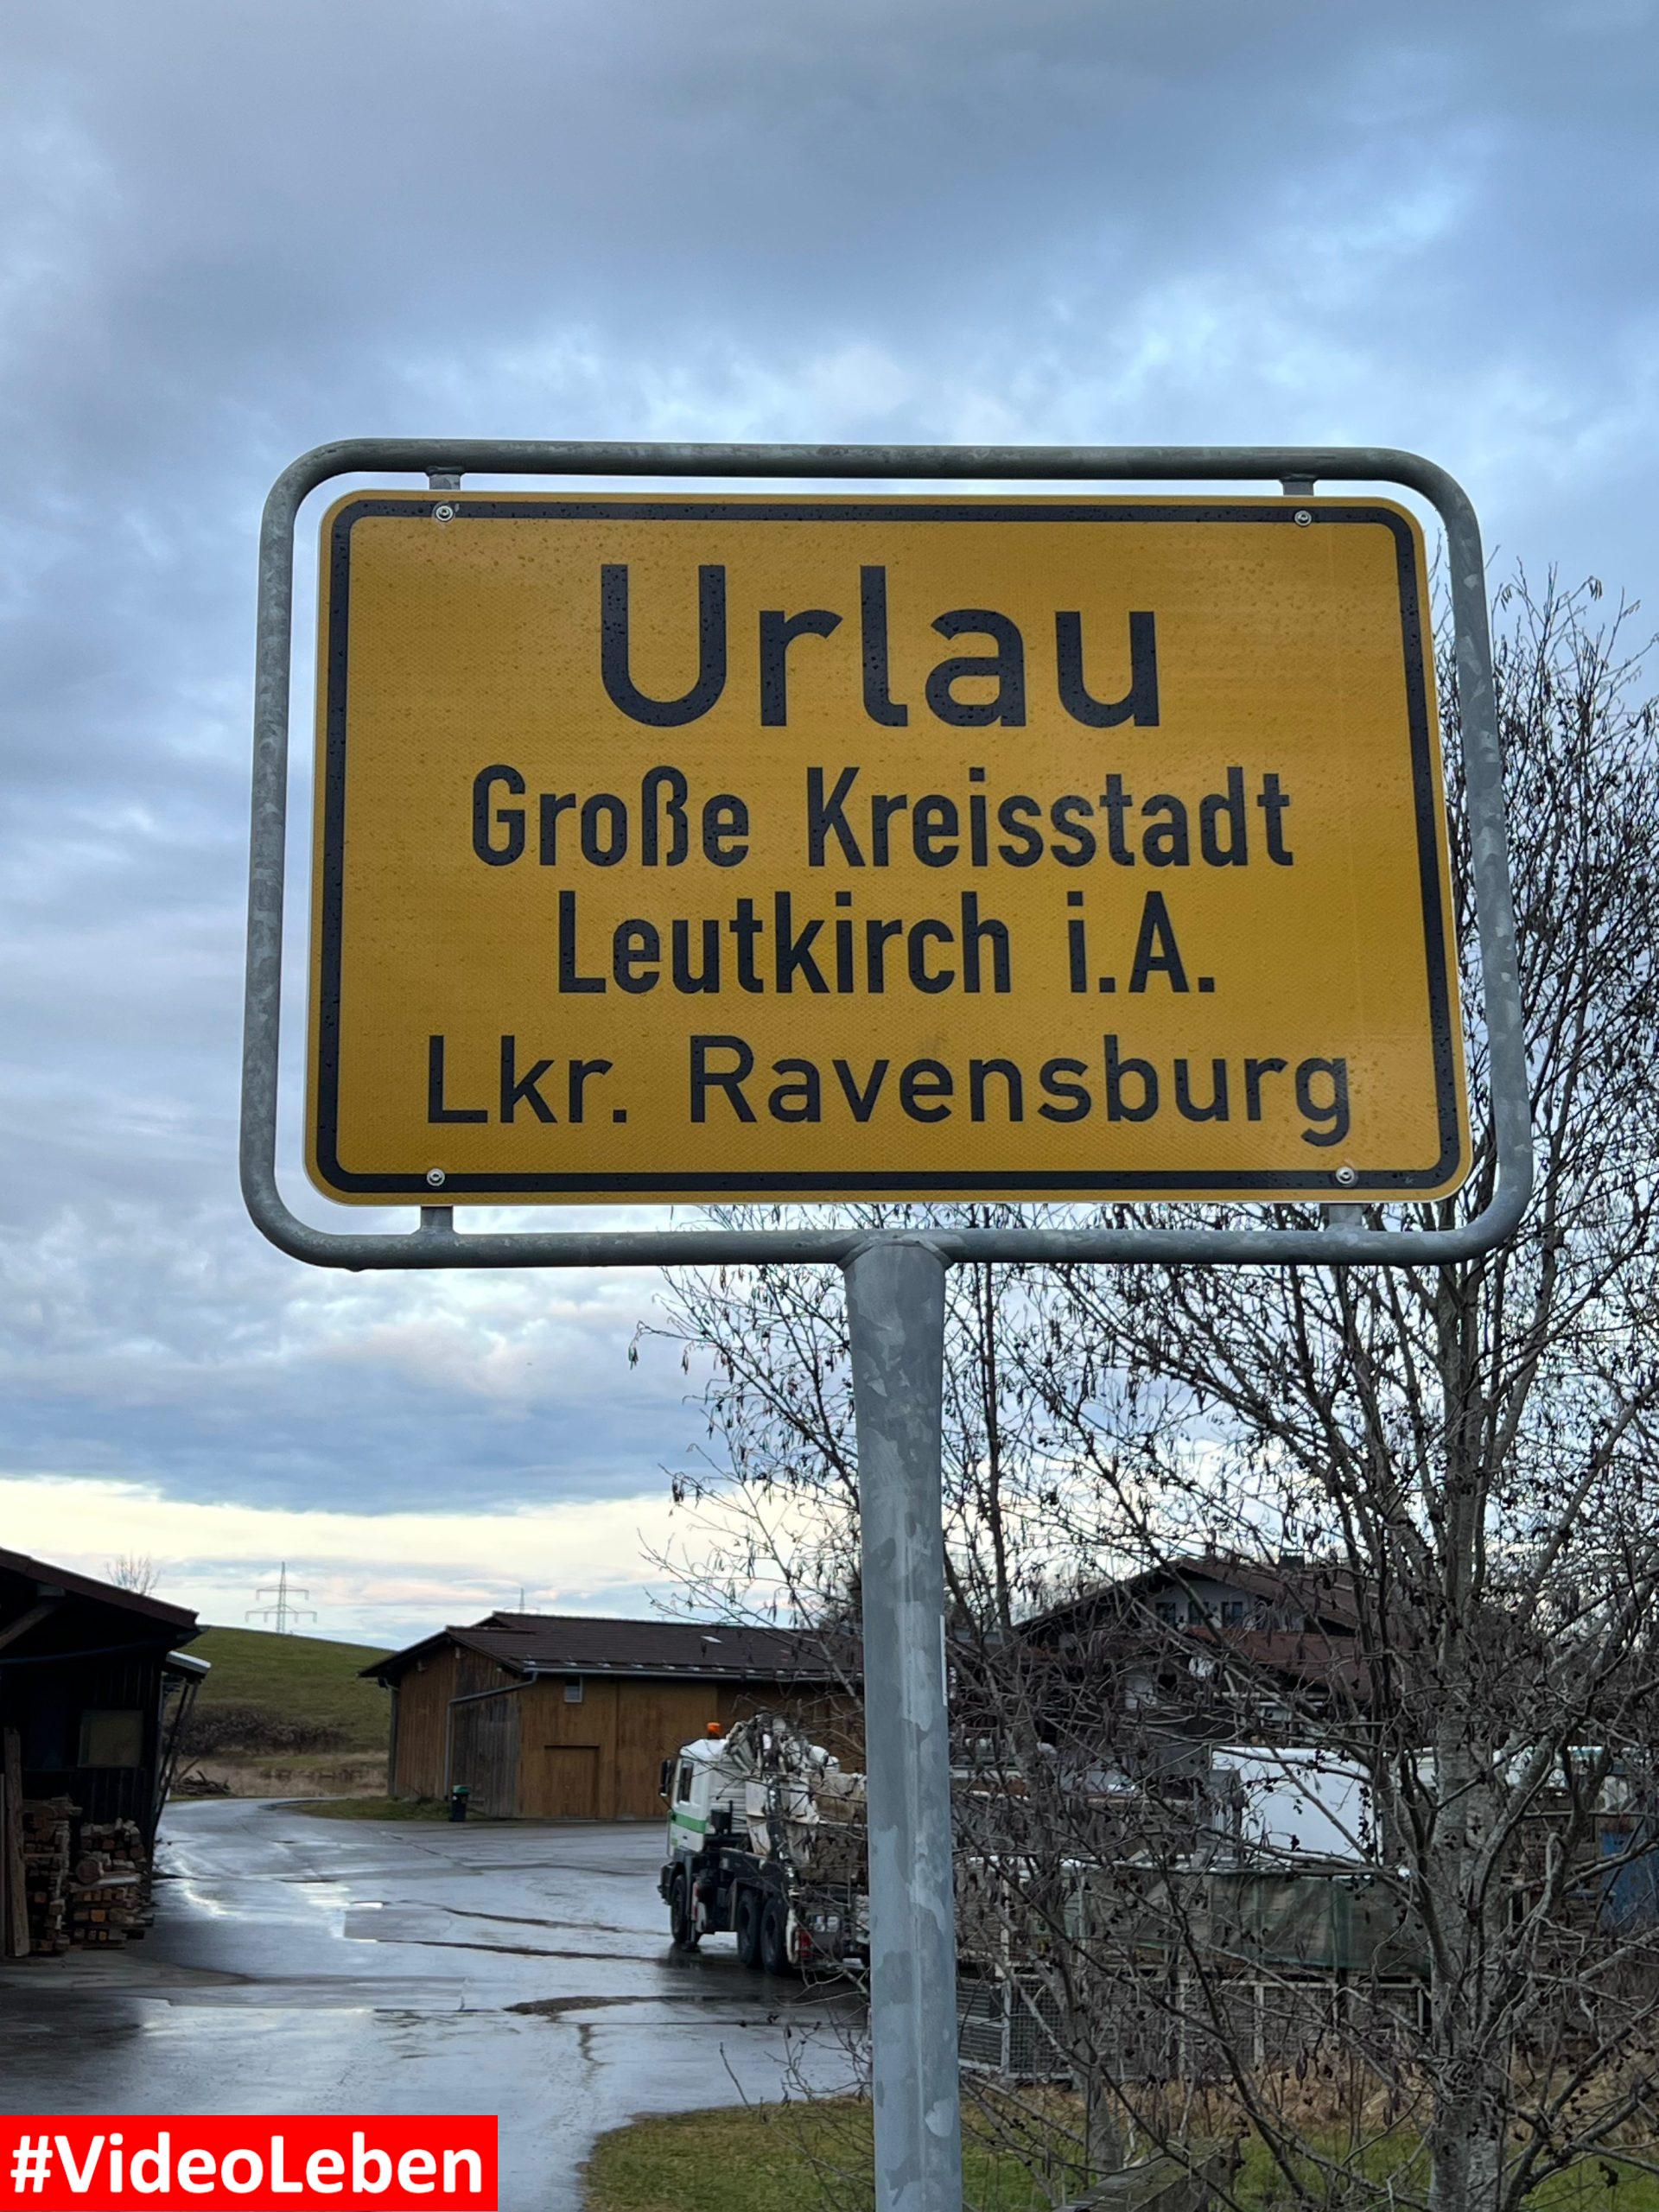 Urlau
Große Kreisstadt
Leutkirch i.A.
Lkr. Ravensburg
#VideoLeben